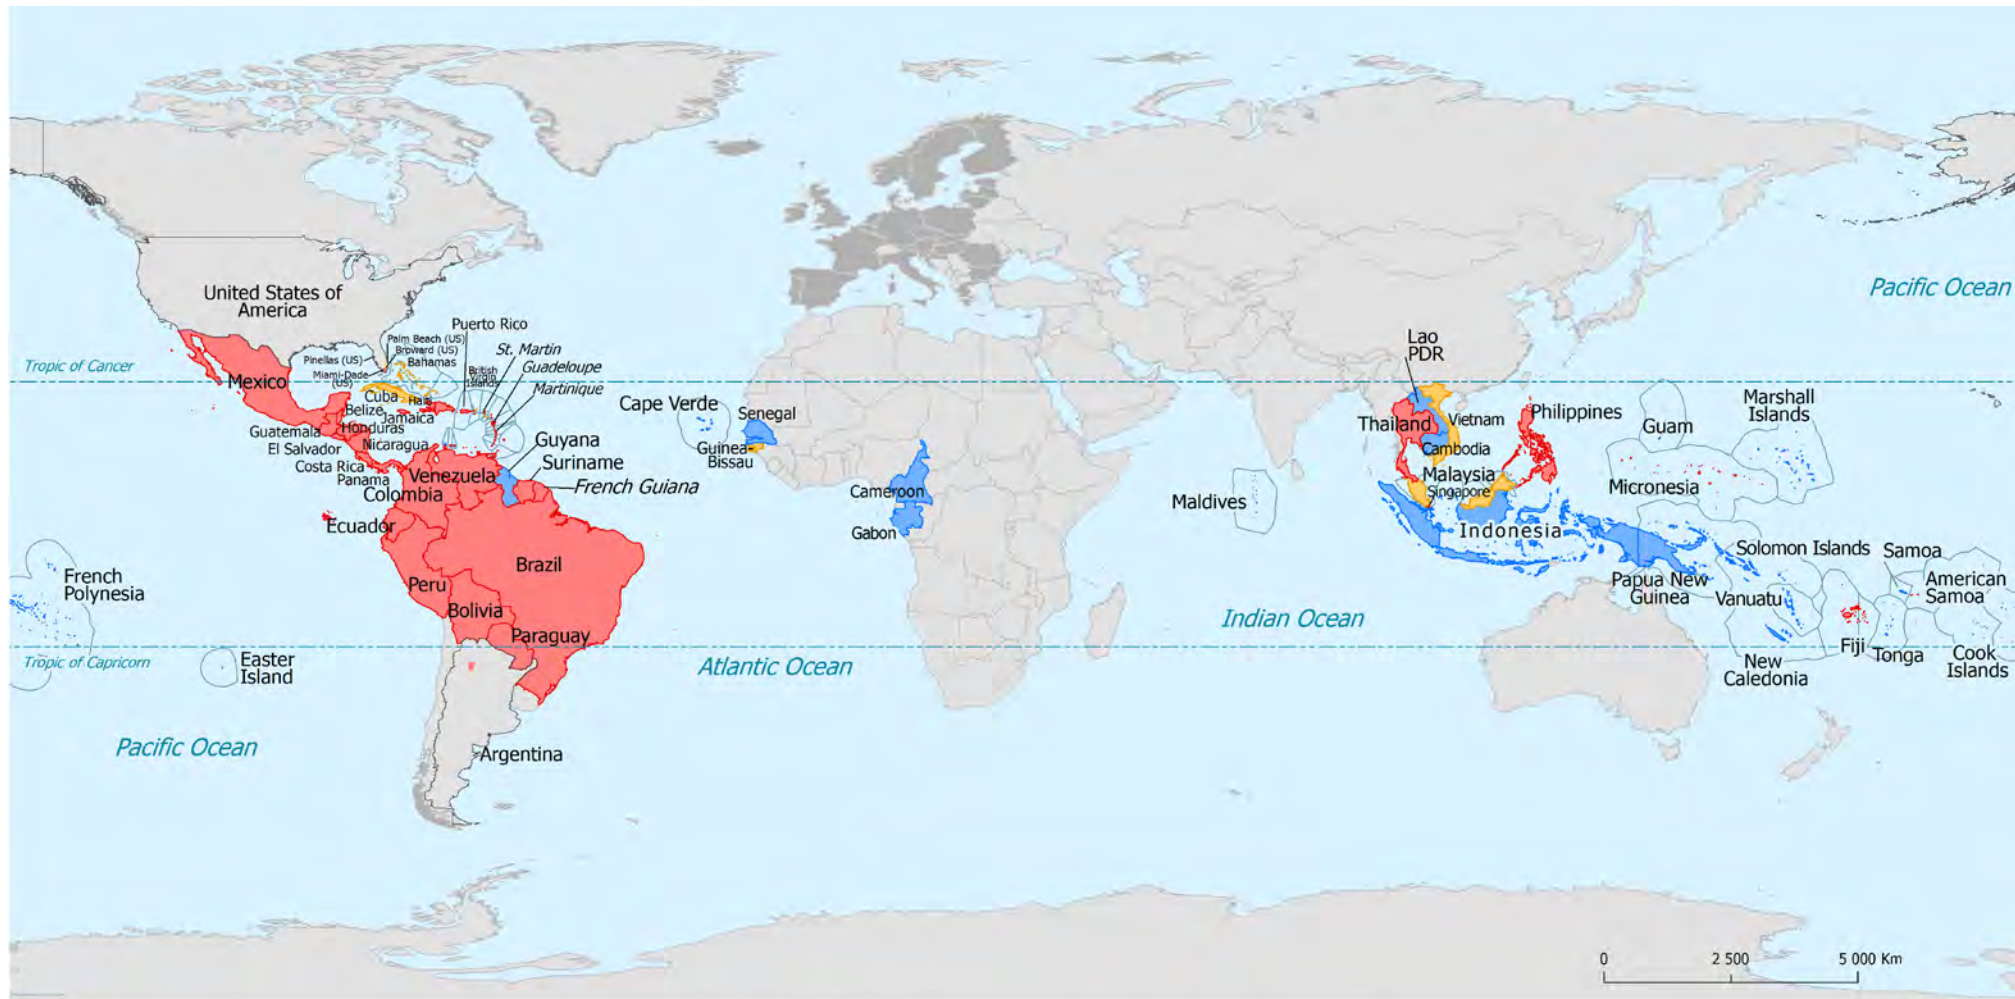 United States of
America
Pacific Ocean
Puerto Rico
Palm Beach (US)
Broward (US)
Pinellas (US)
Bahamas
Miami-Dade
(US)
St. Martin
Guadeloupe
British
Virgin
Islands
Martinique
Tropic of Cancer
Mexico
Cuba
Haiti
Belize
Jamaica
Honduras
Guatemala
Nicaragua
El Salvador
Costa Rica
Panama
Venezuela
Colombia
Guyana
Suriname
French Guiana
Ecuador
Brazil
Peru
Bolivia
Paraguay
Argentina
Cape Verde
Senegal
Guinea-
Bissau
Cameroon
Gabon
Maldives
Lao
PDR
Thailand
Vietnam
Cambodia
Philippines
Malaysia
Singapore
Indonesia
Guam
Marshall
Islands
Micronesia
Solomon Islands
Samoa
American
Samoa
Papua New
Guinea
Vanuatu
New
Caledonia
Fiji
Tonga
Cook
Islands
French
Polynesia
Tropic of Capricorn
Easter
Island
Pacific Ocean
Atlantic Ocean
Indian Ocean
0 2 500 5 000 Km